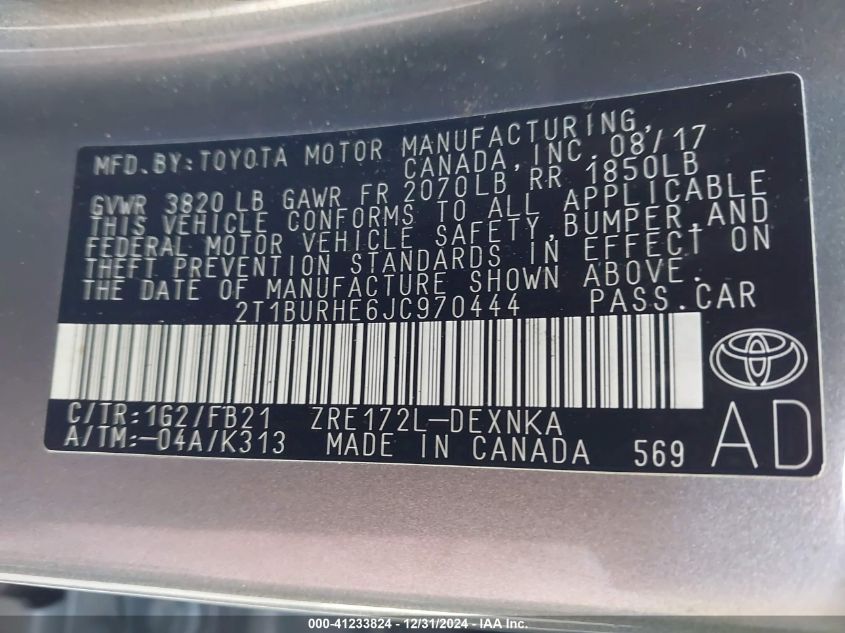 MFD.BY:TOYOTA MOTOR MANUFACTURING,
CANADA,INC. 08/17
GVWR 3820 LB GAWR FR 2070LB RR 1850LB
THIS VEHICLE CONFORMS TO ALL APPLICABLE
FEDERAL MOTOR VEHICLE SAFETY,BUMPER,AND
THEFT PREVENTION STANDARDS IN EFFECT ON
THE DATE OF MANUFACTURE SHOWN ABOVE.
2T1BURHE6JC970444 PASS.CAR
C/TR:1G2/FB21 ZRE172L-DEXNKA
A/TM:-04A/K313 MADE IN CANADA 569 AD
000-41233824 - 12/31/2024 - IAA Inc.